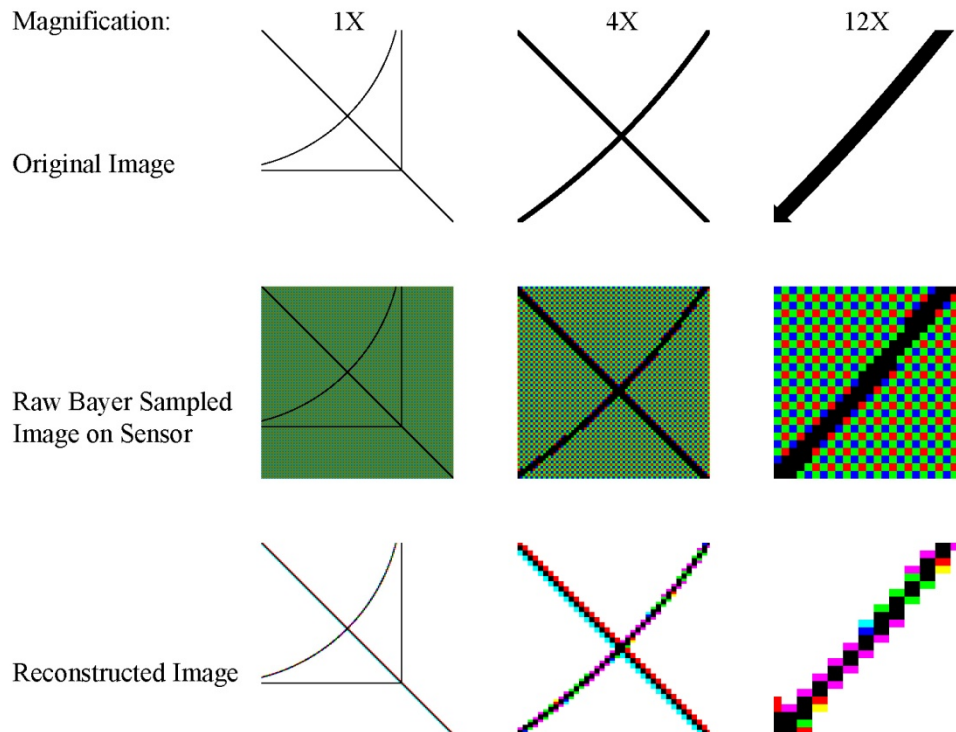 Magnification:
1X
4X
12X
Original Image
Raw Bayer Sampled
Image on Sensor
Reconstructed Image